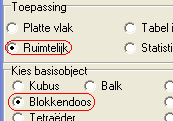 Toepassing
Platte vlak
Tabel i
Ruimtelijk
Statisti
Kies basisobject
Kubus
Balk
Blokkendoos
Tetraëder